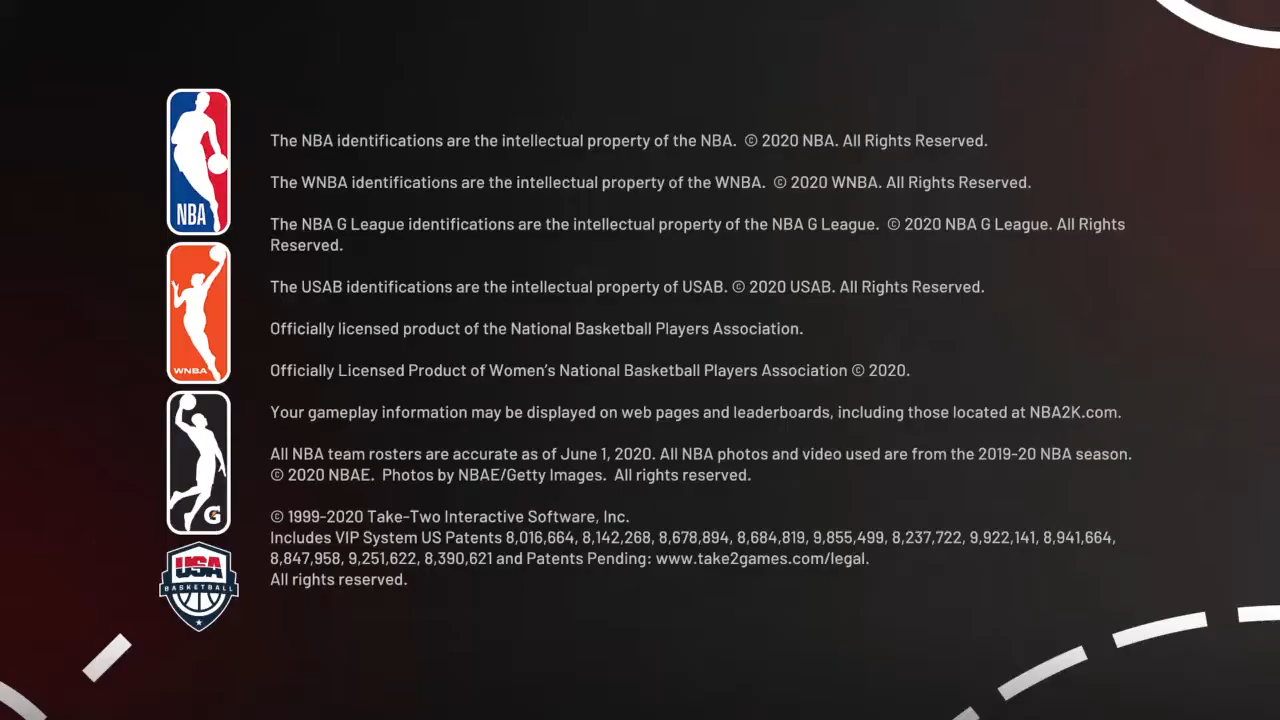 NBA
The NBA identifications are the intellectual property of the NBA.  © 2020 NBA. All Rights Reserved.
The WNBA identifications are the intellectual property of the WNBA.  © 2020 WNBA. All Rights Reserved.
The NBA G League identifications are the intellectual property of the NBA G League.  © 2020 NBA G League. All Rights
Reserved.
WNBA
The USAB identifications are the intellectual property of USAB. © 2020 USAB. All Rights Reserved.
Officially licensed product of the National Basketball Players Association.
Officially Licensed Product of Women's National Basketball Players Association © 2020.
G
Your gameplay information may be displayed on web pages and leaderboards, including those located at NBA2K.com.
All NBA team rosters are accurate as of June 1, 2020. All NBA photos and video used are from the 2019-20 NBA season.
© 2020 NBAE.  Photos by NBAE/Getty Images.  All rights reserved.
© 1999-2020 Take-Two Interactive Software, Inc.
Includes VIP System US Patents 8,016,664, 8,142,268, 8,678,894, 8,684,819, 9,855,499, 8,237,722, 9,922,141, 8,941,664,
8,847,958, 9,251,622, 8,390,621 and Patents Pending: www.take2games.com/legal.
All rights reserved.
USA
BASKETBALL